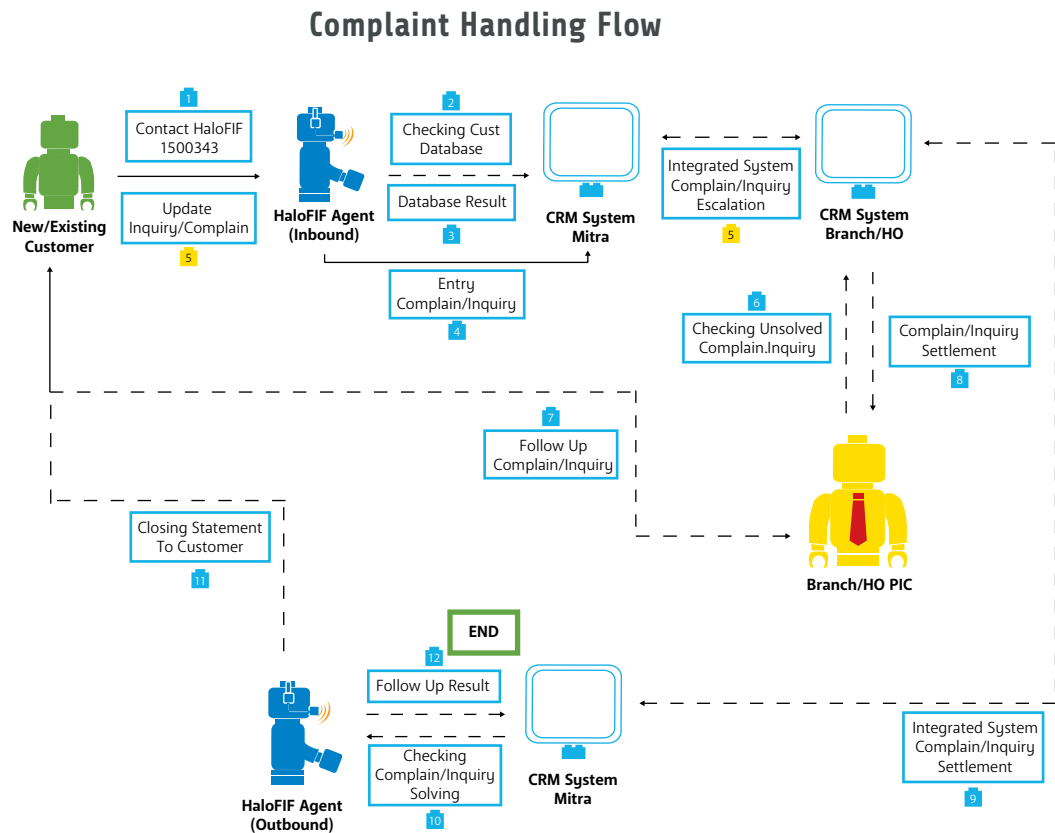 Complaint Handling Flow
1
Contact HaloFIF
1500343
Update
Inquiry/Complain
5
New/Existing
Customer
HaloFIF Agent
(Inbound)
2
Checking Cust
Database
Database Result
3
Entry
Complain/Inquiry
4
CRM System
Mitra
Integrated System
Complain/Inquiry
Escalation
5
CRM System
Branch/HO
6
Checking Unsolved
Complain.Inquiry
Complain/Inquiry
Settlement
8
7
Follow Up
Complain/Inquiry
Branch/HO PIC
Closing Statement
To Customer
11
END
12
Follow Up Result
Checking
Complain/Inquiry
Solving
10
HaloFIF Agent
(Outbound)
CRM System
Mitra
Integrated System
Complain/Inquiry
Settlement
9